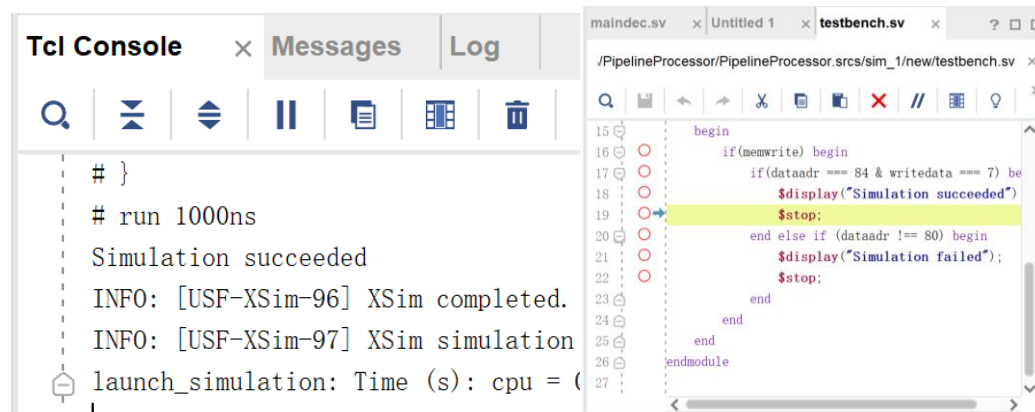 Tcl Console × Messages Log
# }
# run 1000ns
Simulation succeeded
INFO: [USF-XSim-96] XSim completed.
INFO: [USF-XSim-97] XSim simulation
launch_simulation: Time (s): cpu = 
maindec.sv × Untitled 1 × testbench.sv × ?
/PipelineProcessor/PipelineProcessor.srcs/sim_1/new/testbench.sv ×
15 begin
16 if(memwrite) begin
17 if(dataadr === 84 & writedata === 7) be
18 $display("Simulation succeeded")
19 $stop;
20 end else if (dataadr !== 80) begin
21 $display("Simulation failed");
22 $stop;
23 end
24 end
25 end
26 endmodule
27